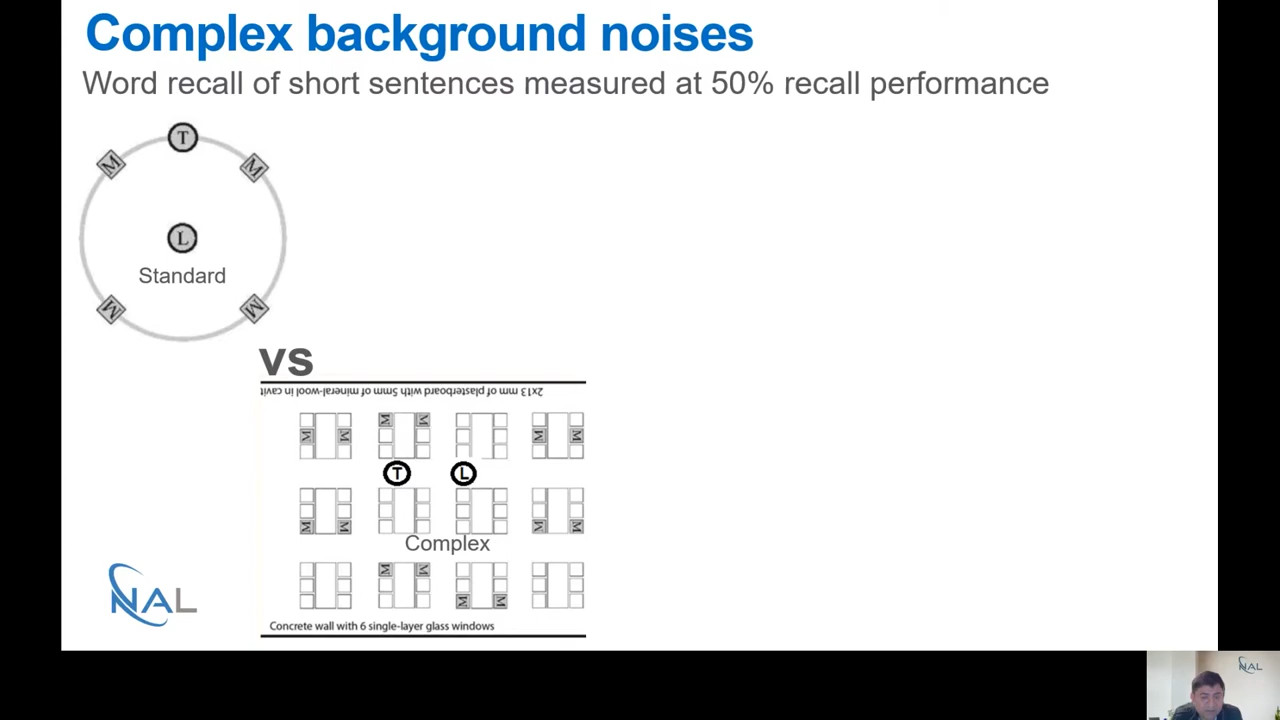 Complex background noises
Word recall of short sentences measured at 50% recall performance
T
M
M
L
Standard
M
M
vs
2x13 mm of plasterboard with 5mm of mineral-wool in cavit
M
M
M
M
M
M
M
M
T
L
M
M
M
M
Complex
M
M
M
M
Concrete wall with 6 single-layer glass windows
NAL
NAL